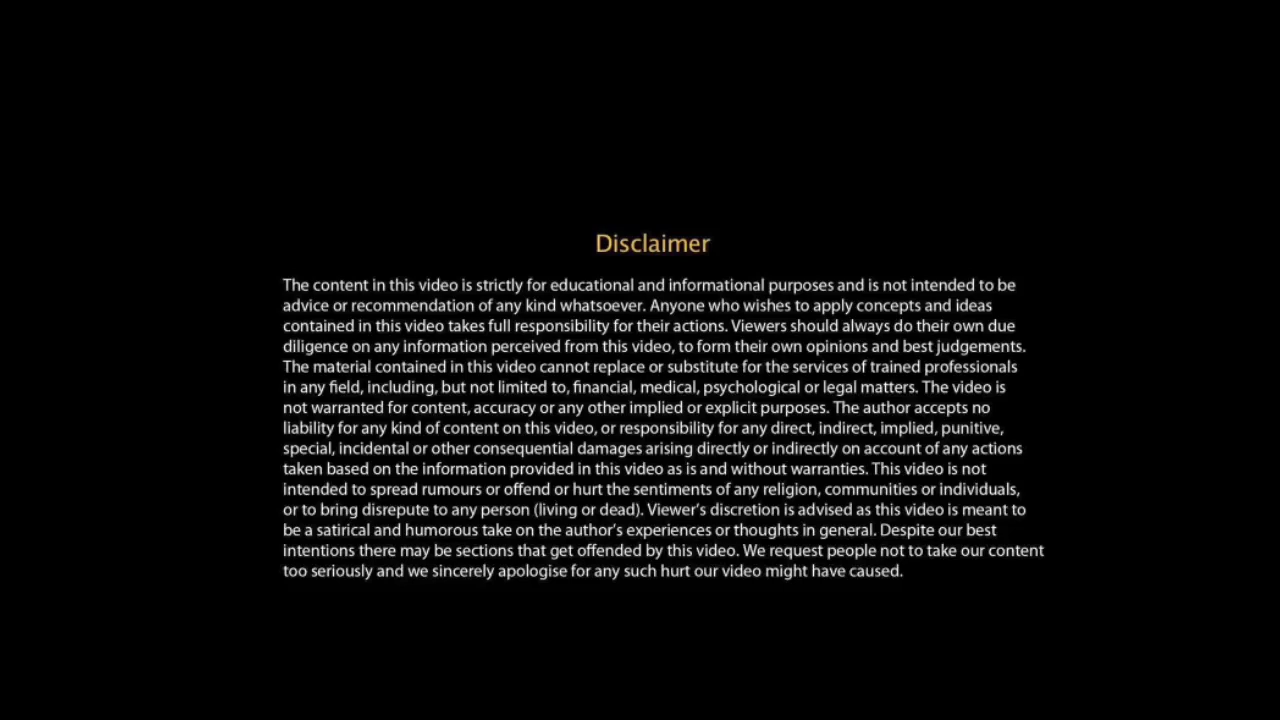 Disclaimer
The content in this video is strictly for educational and informational purposes and is not intended to be
advice or recommendation of any kind whatsoever. Anyone who wishes to apply concepts and ideas
contained in this video takes full responsibility for their actions. Viewers should always do their own due
diligence on any information perceived from this video, to form their own opinions and best judgements.
The material contained in this video cannot replace or substitute for the services of trained professionals
in any field, including, but not limited to, financial, medical, psychological or legal matters. The video is
not warranted for content, accuracy or any other implied or explicit purposes. The author accepts no
liability for any kind of content on this video, or responsibility for any direct, indirect, implied, punitive,
special, incidental or other consequential damages arising directly or indirectly on account of any actions
taken based on the information provided in this video as is and without warranties. This video is not
intended to spread rumours or offend or hurt the sentiments of any religion, communities or individuals,
or to bring disrepute to any person (living or dead). Viewer's discretion is advised as this video is meant to
be a satirical and humorous take on the author's experiences or thoughts in general. Despite our best
intentions there may be sections that get offended by this video. We request people not to take our content
too seriously and we sincerely apologise for any such hurt our video might have caused.